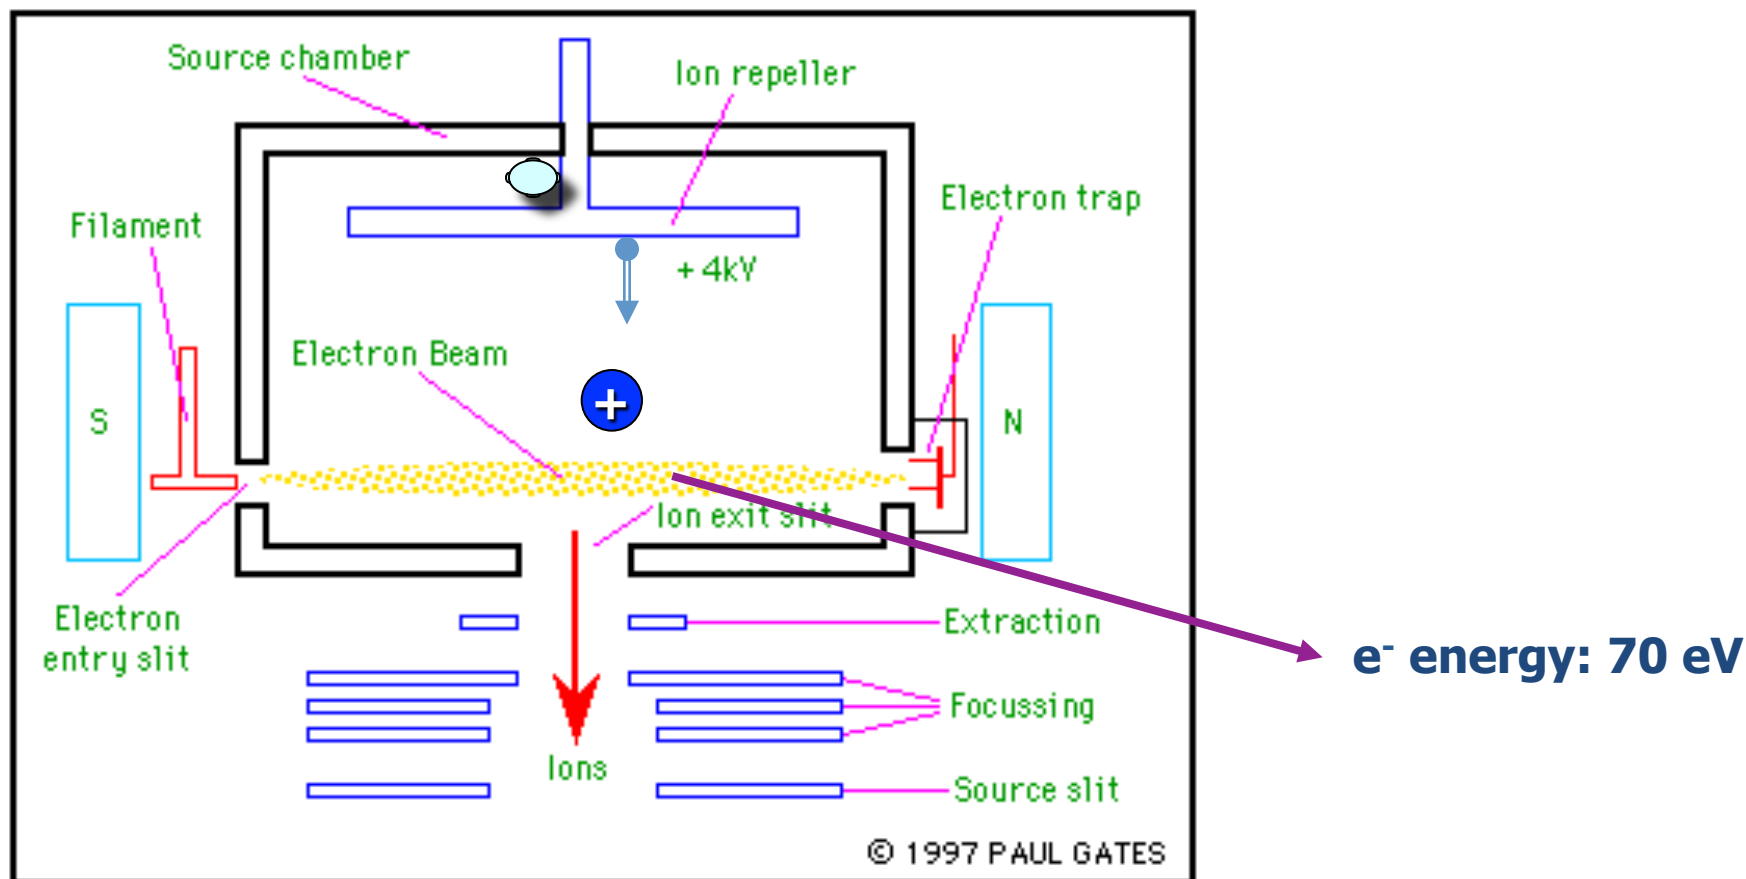 Source chamber
Ion repeller
Electron trap
Filament
+ 4kV
Electron Beam
S
+
N
Ion exit slit
Electron
entry slit
Extraction
e- energy: 70 eV
Focussing
Ions
Source slit
© 1997 PAUL GATES